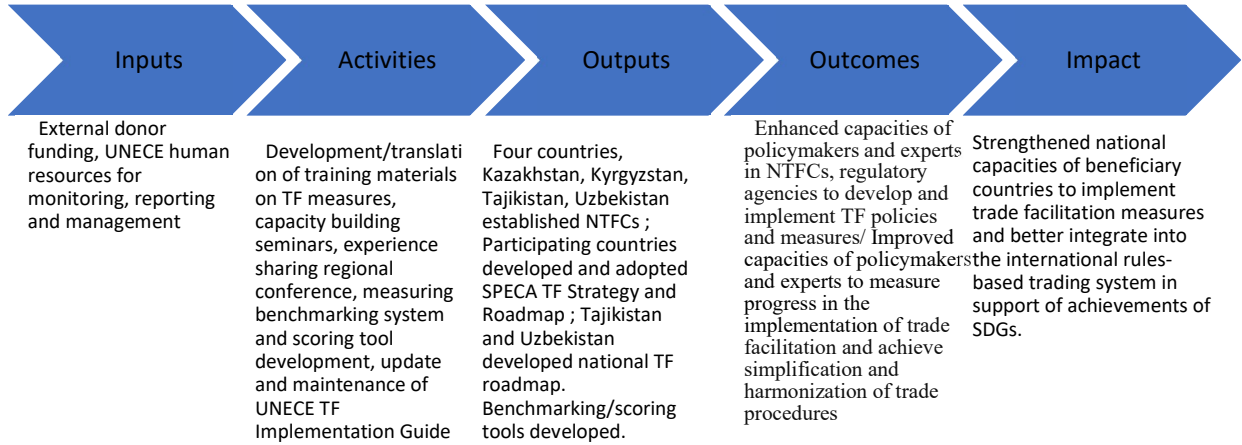 Inputs
Activities
Outputs
Outcomes
Impact
External donor
funding, UNECE human
resources for
monitoring, reporting
and management
Development/translati
on of training materials
on TF measures,
capacity building
seminars, experience
sharing regional
conference, measuring
benchmarking system
and scoring tool
development, update
and maintenance of
UNECE TF
Implementation Guide
Four countries,
Kazakhstan, Kyrgyzstan,
Tajikistan, Uzbekistan
established NTFCs ;
Participating countries
developed and adopted
SPECA TF Strategy and
Roadmap ; Tajikistan
and Uzbekistan
developed national TF
roadmap.
Benchmarking/scoring
tools developed.
Enhanced capacities of
policymakers and experts
in NTFCs, regulatory
agencies to develop and
implement TF policies
and measures/ Improved
capacities of policymakers
and experts to measure
progress in the
implementation of trade
facilitation and achieve
simplification and
harmonization of trade
procedures
Strengthened national
capacities of beneficiary
countries to implement
trade facilitation measures
and better integrate into
the international rules-
based trading system in
support of achievements of
SDGs.